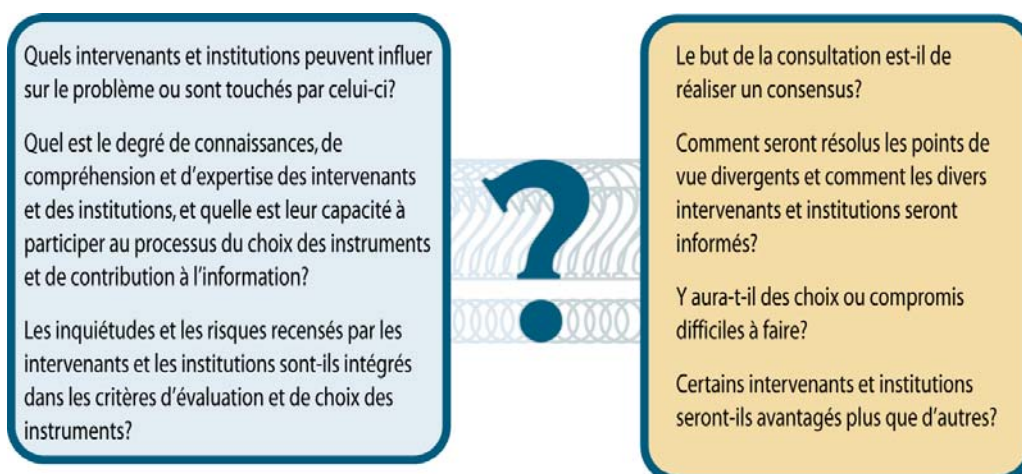 Quels intervenants et institutions peuvent influer
sur le problème ou sont touchés par celui-ci?
Quel est le degré de connaissances, de
compréhension et d'expertise des intervenants
et des institutions, et quelle est leur capacité à
participer au processus du choix des instruments
et de contribution à l'information?
Les inquiétudes et les risques recensés par les
intervenants et les institutions sont-ils intégrés
dans les critères d'évaluation et de choix des
instruments?
?
Le but de la consultation est-il de
réaliser un consensus?
Comment seront résolus les points de
vue divergents et comment les divers
intervenants et institutions seront
informés?
Y aura-t-il des choix ou compromis
difficiles à faire?
Certains intervenants et institutions
seront-ils avantagés plus que d'autres?